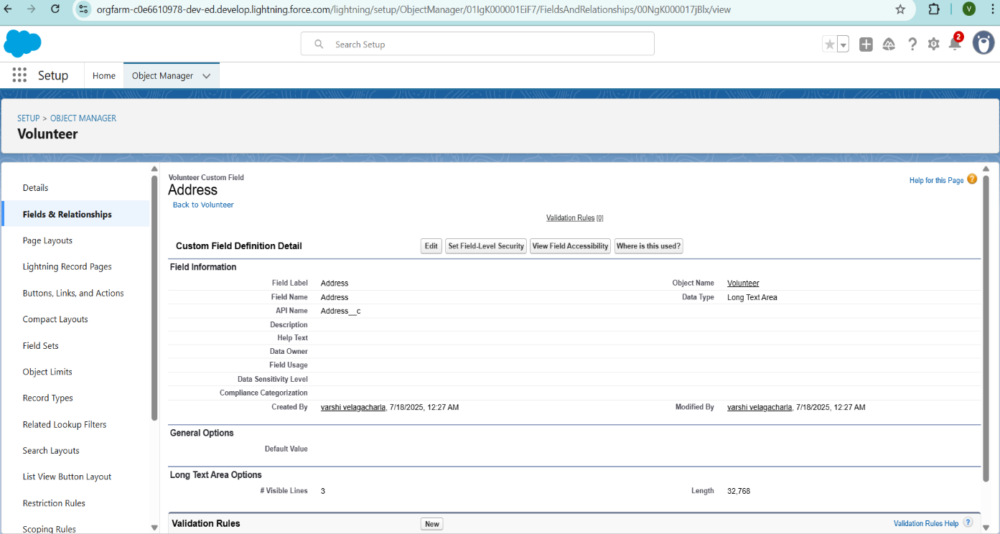 orgfarm-c0e6610978-dev-ed.develop.lightning.force.com/lightning/setup/ObjectManager/01IgK000001EiF7/FieldsAndRelationships/00NgK000017jBlx/view
V
Search Setup
2
Setup
Home
Object Manager
SETUP > OBJECT MANAGER
Volunteer
Details
Fields & Relationships
Page Layouts
Lightning Record Pages
Buttons, Links, and Actions
Compact Layouts
Field Sets
Object Limits
Record Types
Related Lookup Filters
Search Layouts
List View Button Layout
Restriction Rules
Scoping Rules
Volunteer Custom Field
Address
Back to Volunteer
Help for this Page ?
Validation Rules [0]
Custom Field Definition Detail Edit Set Field-Level Security View Field Accessibility Where is this used?
Field Information
Field Label Address Object Name Volunteer
Field Name Address Data Type Long Text Area
API Name Address__c
Description
Help Text
Data Owner
Field Usage
Data Sensitivity Level
Compliance Categorization
Created By varshi velagacharla, 7/18/2025, 12:27 AM Modified By varshi velagacharla, 7/18/2025, 12:27 AM
General Options
Default Value
Long Text Area Options
# Visible Lines 3 Length 32,768
Validation Rules New Validation Rules Help ?